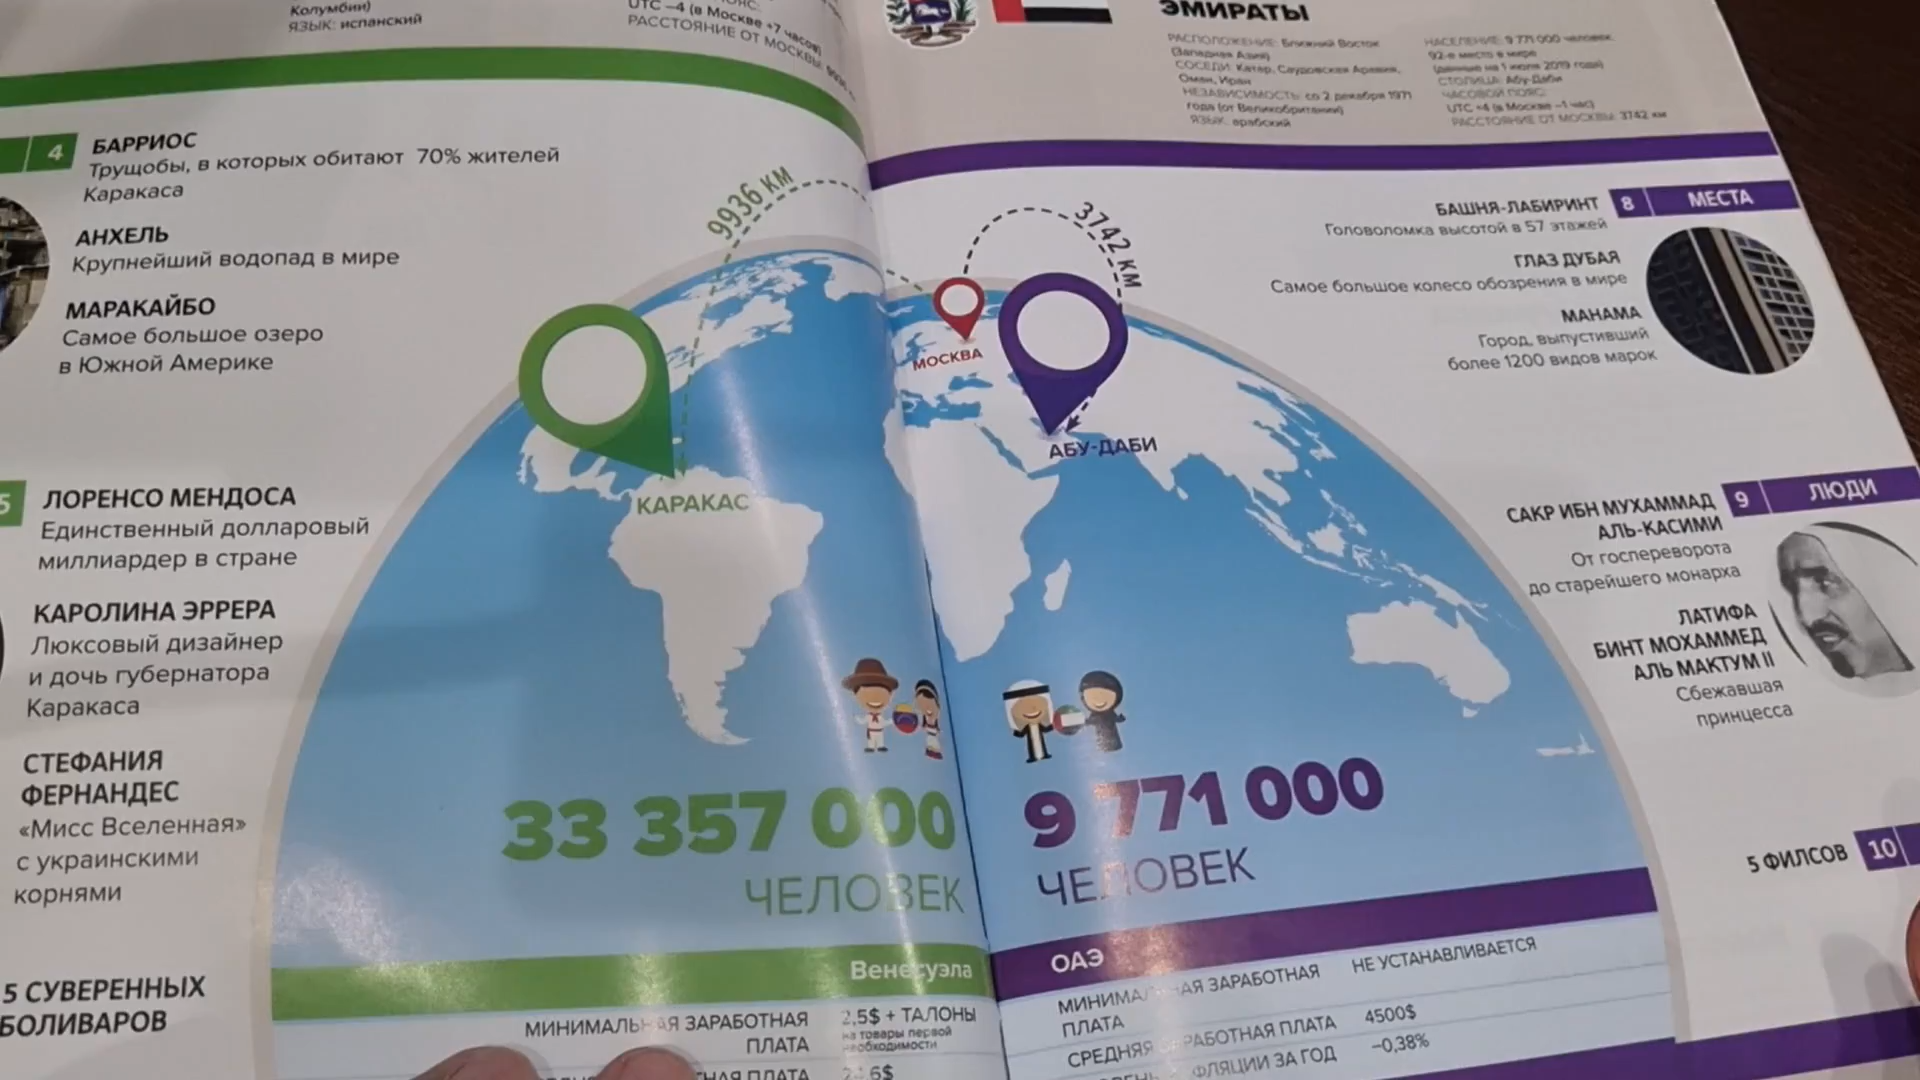 Колумбии)
ЯЗЫК: испанский
UTC –4 (в Москве +7 часов)
РАССТОЯНИЕ ОТ МОСКВЫ:
4
БАРРИОС
Трущобы, в которых обитают 70% жителей
Каракаса
АНХЕЛЬ
Крупнейший водопад в мире
МАРАКАЙБО
Самое большое озеро
в Южной Америке
5
ЛОРЕНСО МЕНДОСА
Единственный долларовый
миллиардер в стране
КАРОЛИНА ЭРРЕРА
Люксовый дизайнер
и дочь губернатора
Каракаса
СТЕФАНИЯ
ФЕРНАНДЕС
«Мисс Вселенная»
с украинскими
корнями
5 СУВЕРЕННЫХ
БОЛИВАРОВ
9936 КМ
КАРАКАС
33 357 000
ЧЕЛОВЕК
Венесуэла
МИНИМАЛЬНАЯ ЗАРАБОТНАЯ
ПЛАТА
2,5$ + ТАЛОНЫ
на товары первой
необходимости
ПЛАТА
6$
ЭМИРАТЫ
РАСПОЛОЖЕНИЕ: Ближний Восток
(Западная Азия)
СОСЕДИ: Катар, Саудовская Аравия,
Оман, Иран
НЕЗАВИСИМОСТЬ: со 2 декабря 1971
года (от Великобритании)
ЯЗЫК: арабский
НАСЕЛЕНИЕ: 9 771 000 человек,
92-е место в мире
(данные на 1 июля 2019 года)
СТОЛИЦА: Абу-Даби
ЧАСОВОЙ ПОЯС:
UTC +4 (в Москве –1 час)
РАССТОЯНИЕ ОТ МОСКВЫ: 3742 км
3742 КМ
МОСКВА
АБУ-ДАБИ
8 МЕСТА
БАШНЯ-ЛАБИРИНТ
Головоломка высотой в 57 этажей
ГЛАЗ ДУБАЯ
Самое большое колесо обозрения в мире
МАНАМА
Город, выпустивший
более 1200 видов марок
9 ЛЮДИ
САКР ИБН МУХАММАД
АЛЬ-КАСИМИ
От госпереворота
до старейшего монарха
ЛАТИФА
БИНТ МОХАММЕД
АЛЬ МАКТУМ II
Сбежавшая
принцесса
5 ФИЛСОВ 10
9 771 000
ЧЕЛОВЕК
ОАЭ
МИНИМАЛЬНАЯ ЗАРАБОТНАЯ
ПЛАТА
НЕ УСТАНАВЛИВАЕТСЯ
СРЕДНЯЯ ЗАРАБОТНАЯ ПЛАТА
4500$
ФЛЯЦИИ ЗА ГОД
–0,38%